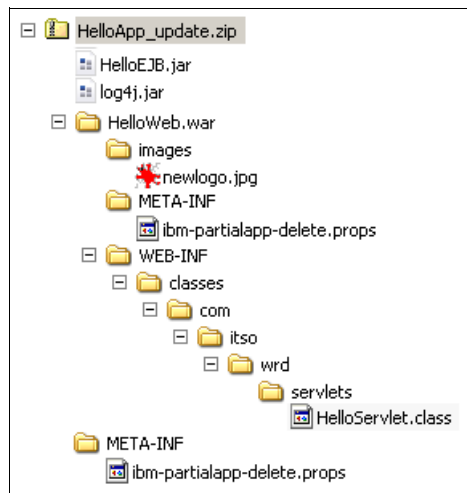 HelloApp_update.zip
HelloEJB.jar
log4j.jar
HelloWeb.war
images
newlogo.jpg
META-INF
ibm-partialapp-delete.props
WEB-INF
classes
com
itso
wrd
servlets
HelloServlet.class
META-INF
ibm-partialapp-delete.props